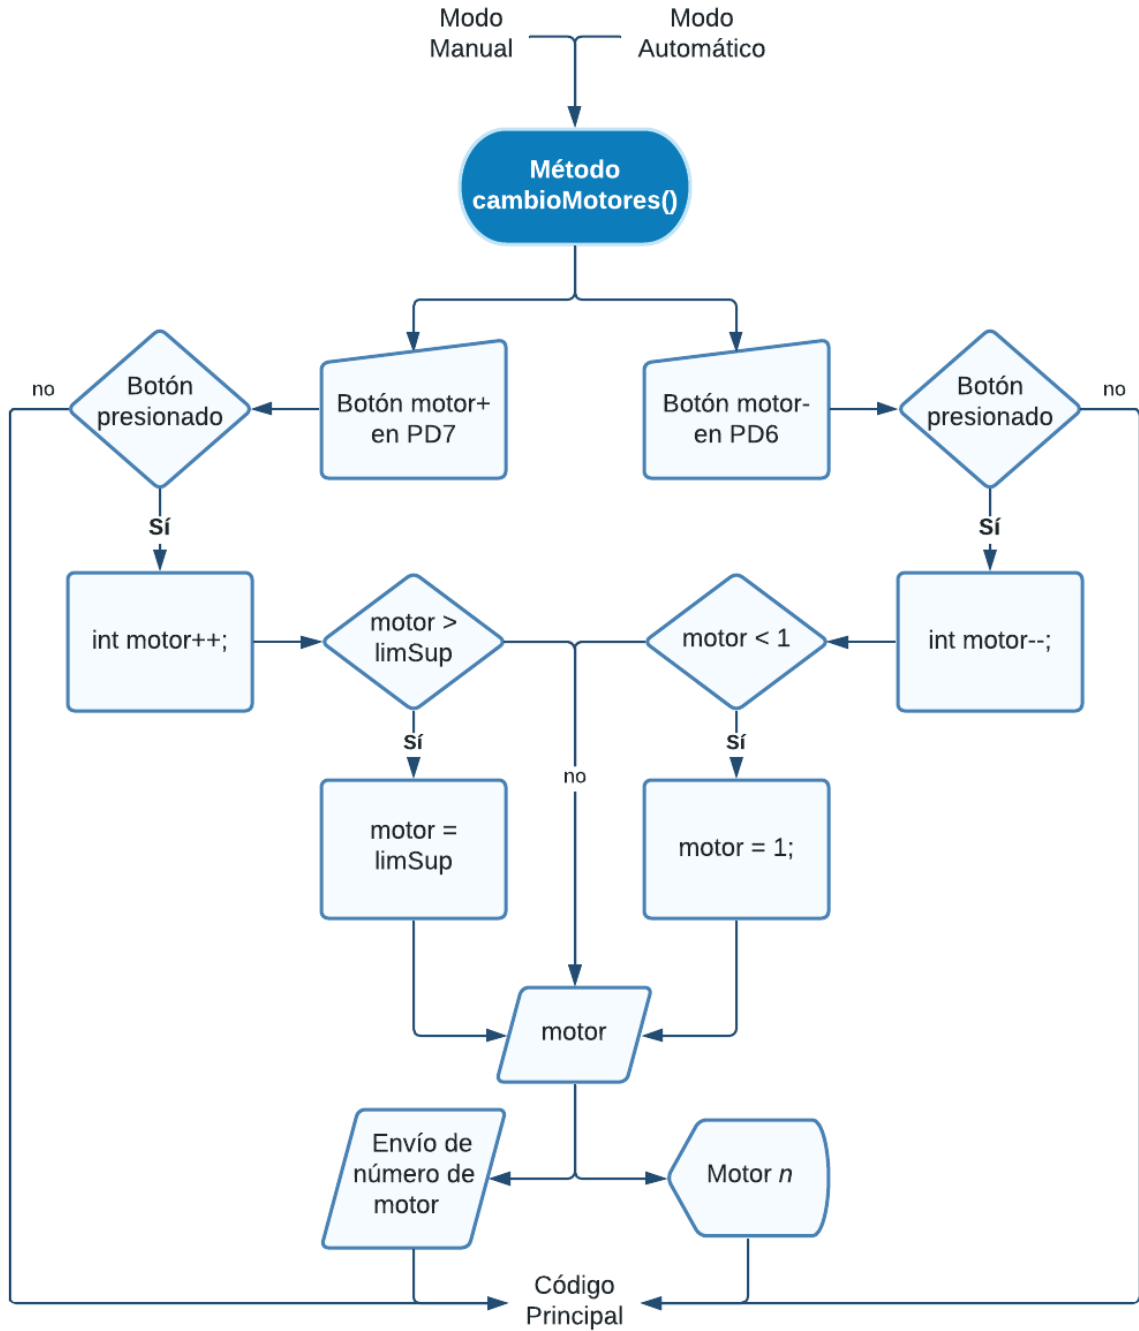 Modo
Manual
Modo
Automático
Método
cambioMotores()
no
Botón
presionado
Botón motor+
en PD7
Botón motor-
en PD6
Botón
presionado
no
Sí
Sí
int motor++;
motor >
limSup
motor < 1
int motor--;
Sí
no
Sí
motor =
limSup
motor = 1;
motor
Envío de
número de
motor
Motor n
Código
Principal